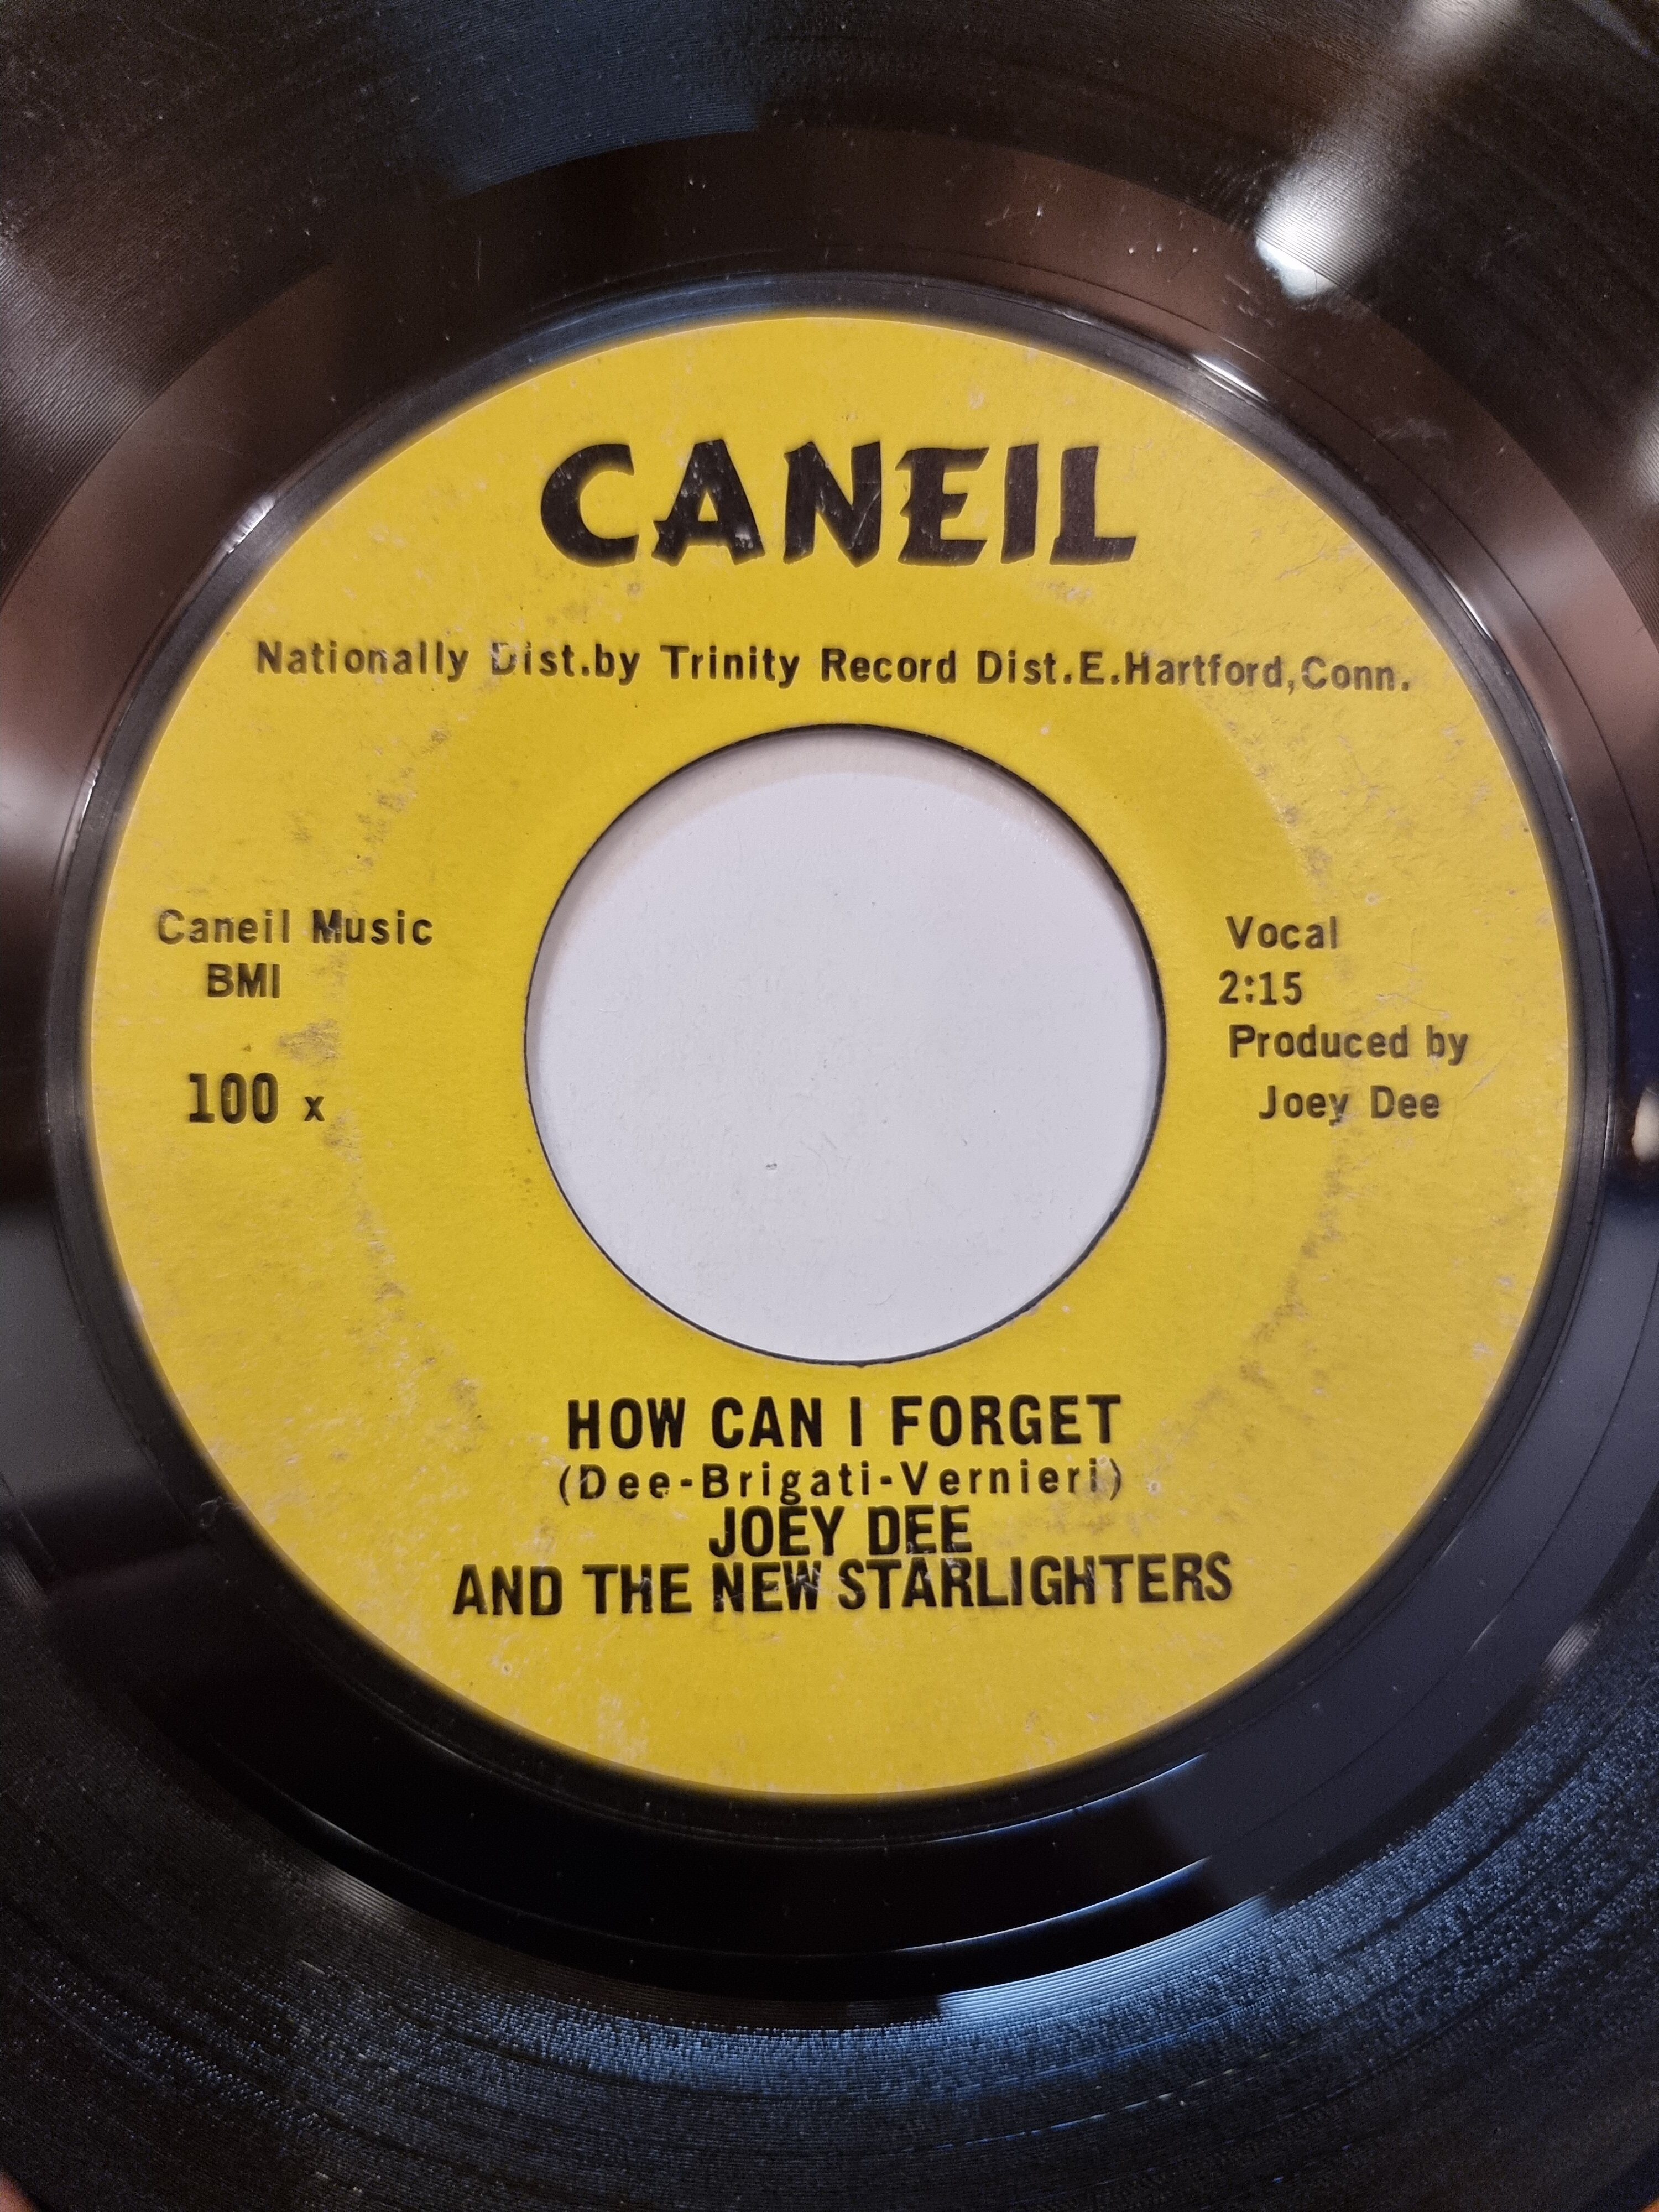 CANEIL
Nationally Dist.by Trinity Record Dist.E.Hartford,Conn.
Caneil Music
BMI
100 x
Vocal
2:15
Produced by
Joey Dee
HOW CAN I FORGET
(Dee-Brigati-Vernieri)
JOEY DEE
AND THE NEW STARLIGHTERS